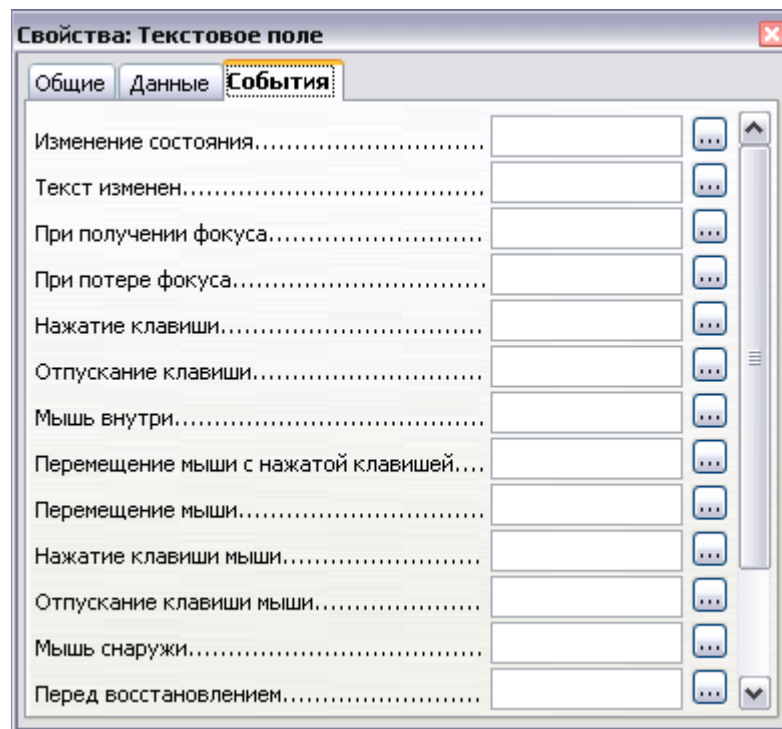 Свойства: Текстовое поле
Общие Данные События
Изменение состояния............................ ...
Текст изменен..................................... ...
При получении фокуса.......................... ...
При потере фокуса............................... ...
Нажатие клавиши................................ ...
Отпускание клавиши............................ ...
Мышь внутри...................................... ...
Перемещение мыши с нажатой клавишей.... ...
Перемещение мыши.............................. ...
Нажатие клавиши мыши......................... ...
Отпускание клавиши мыши.................... ...
Мышь снаружи.................................... ...
Перед восстановлением........................ ...